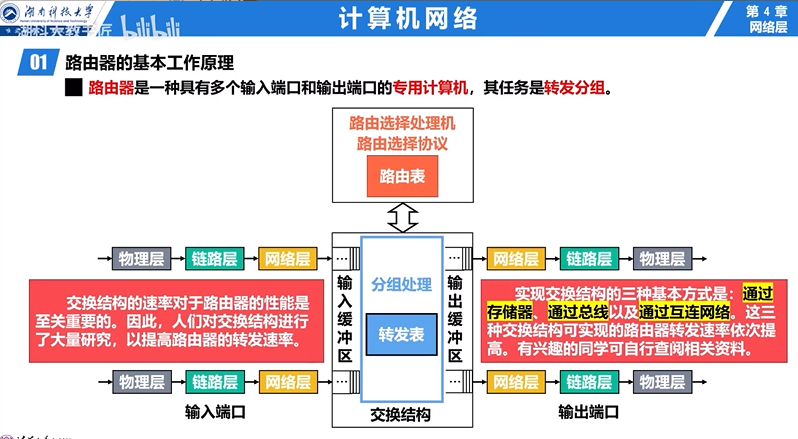 湖南科技大学
Hunan University of Science and Technology
湖科大教书匠 bilibili
计算机网络
第 4 章
网络层
01 路由器的基本工作原理
路由器是一种具有多个输入端口和输出端口的专用计算机，其任务是转发分组。
路由选择处理机
路由选择协议
路由表
物理层 链路层 网络层 … … 网络层 链路层 物理层
分组处理
转发表
输入缓冲区
输出缓冲区
交换结构的速率对于路由器的性能是
至关重要的。因此，人们对交换结构进行
了大量研究，以提高路由器的转发速率。
实现交换结构的三种基本方式是：通过
存储器、通过总线以及通过互连网络。这三
种交换结构可实现的路由器转发速率依次提
高。有兴趣的同学可自行查阅相关资料。
物理层 链路层 网络层 … … 网络层 链路层 物理层
输入端口 交换结构 输出端口